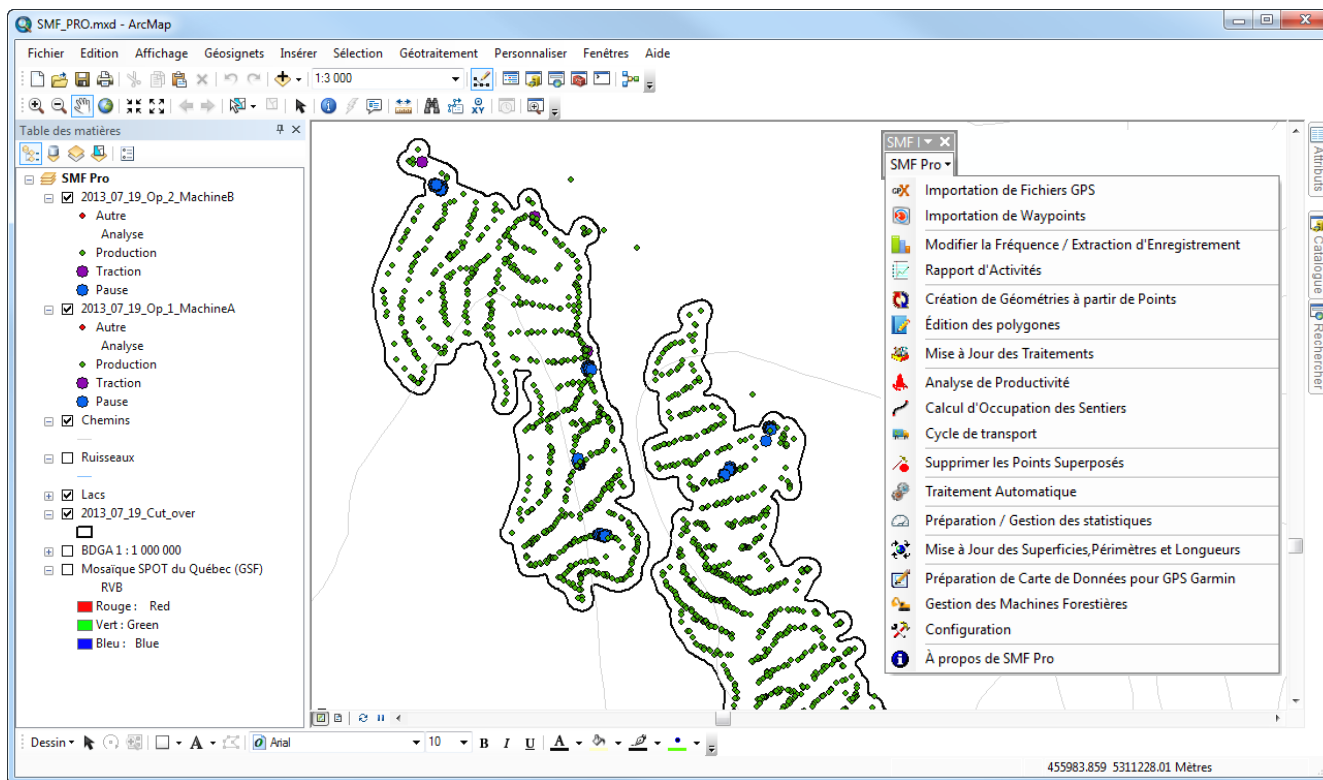 SMF_PRO.mxd - ArcMap
Fichier Edition Affichage Géosignets Insérer Sélection Géotraitement Personnaliser Fenêtres Aide
1:3 000
Table des matières
SMF Pro
2013_07_19_Op_2_MachineB
Autre
Analyse
Production
Traction
Pause
2013_07_19_Op_1_MachineA
Autre
Analyse
Production
Traction
Pause
Chemins
Ruisseaux
Lacs
2013_07_19_Cut_over
BDGA 1 : 1 000 000
Mosaïque SPOT du Québec (GSF)
RVB
Rouge : Red
Vert : Green
Bleu : Blue
SMF
SMF Pro
Importation de Fichiers GPS
Importation de Waypoints
Modifier la Fréquence / Extraction d'Enregistrement
Rapport d'Activités
Création de Géométries à partir de Points
Édition des polygones
Mise à Jour des Traitements
Analyse de Productivité
Calcul d'Occupation des Sentiers
Cycle de transport
Supprimer les Points Superposés
Traitement Automatique
Préparation / Gestion des statistiques
Mise à Jour des Superficies,Périmètres et Longueurs
Préparation de Carte de Données pour GPS Garmin
Gestion des Machines Forestières
Configuration
À propos de SMF Pro
Attributs
Catalogue
Rechercher
Dessin A Arial 10 B I U A
455983.859 5311228.01 Mètres